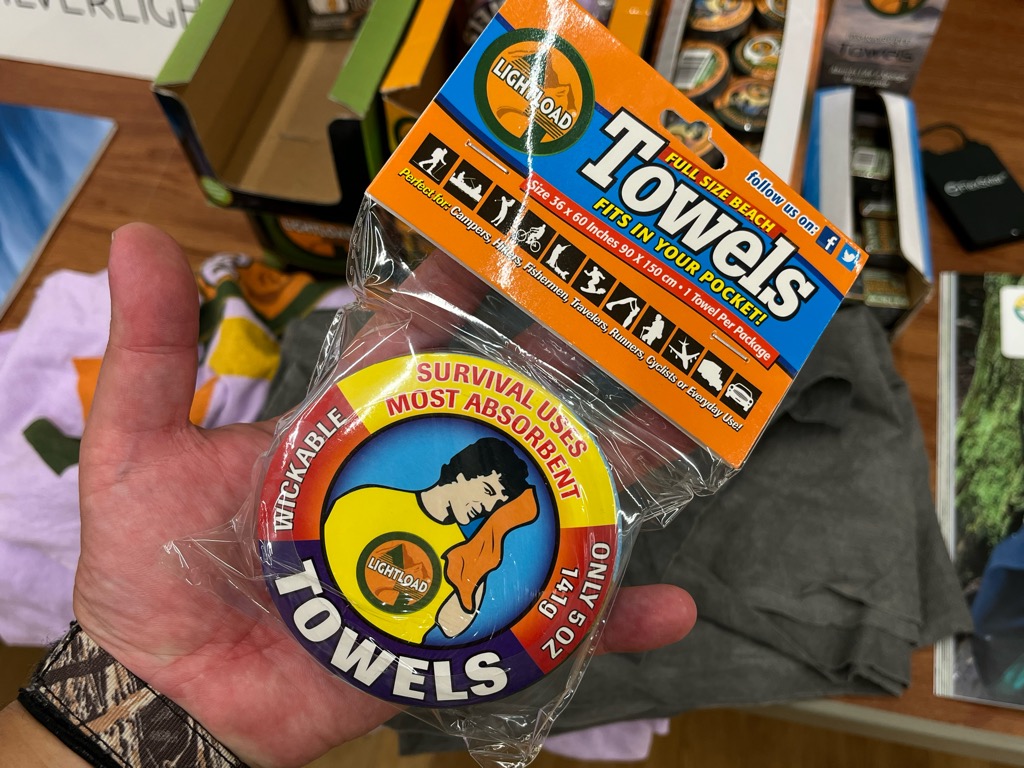 LIGHTLOAD
Towels
FULL SIZE BEACH
FITS IN YOUR POCKET!
follow us on:
Size 36 x 60 Inches 90 x 150 cm • 1 Towel Per Package
Perfect for: Campers, Hikers, Fishermen, Travelers, Runners, Cyclists or Everyday Use!
SURVIVAL USES
MOST ABSORBENT
WICKABLE
ONLY 5 OZ
141g
LIGHTLOAD
TOWELS
Towels